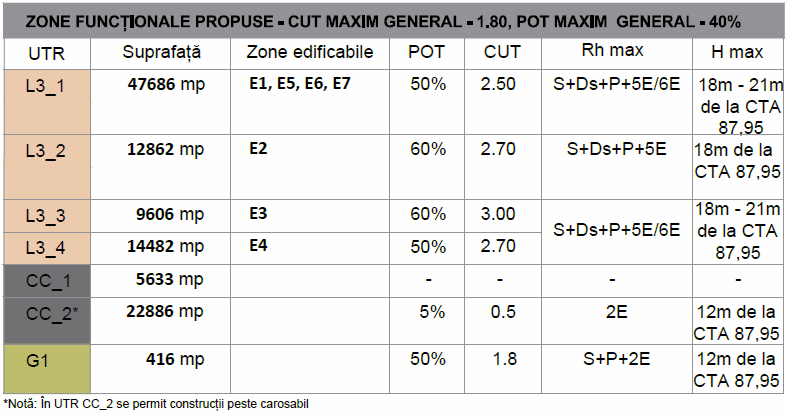 ZONE FUNCȚIONALE PROPUSE - CUT MAXIM GENERAL - 1.80, POT MAXIM GENERAL - 40%
UTR Suprafață Zone edificabile POT CUT Rh max H max
L3_1 47686 mp E1, E5, E6, E7 50% 2.50 S+Ds+P+5E/6E 18m - 21m
de la CTA
87,95
L3_2 12862 mp E2 60% 2.70 S+Ds+P+5E 18m de la
CTA 87,95
L3_3 9606 mp E3 60% 3.00 S+Ds+P+5E/6E 18m - 21m
de la CTA
87,95
L3_4 14482 mp E4 50% 2.70
CC_1 5633 mp - - - -
CC_2* 22886 mp 5% 0.5 2E 12m de la
CTA 87,95
G1 416 mp 50% 1.8 S+P+2E 12m de la
CTA 87,95
*Notă: În UTR CC_2 se permit construcții peste carosabil